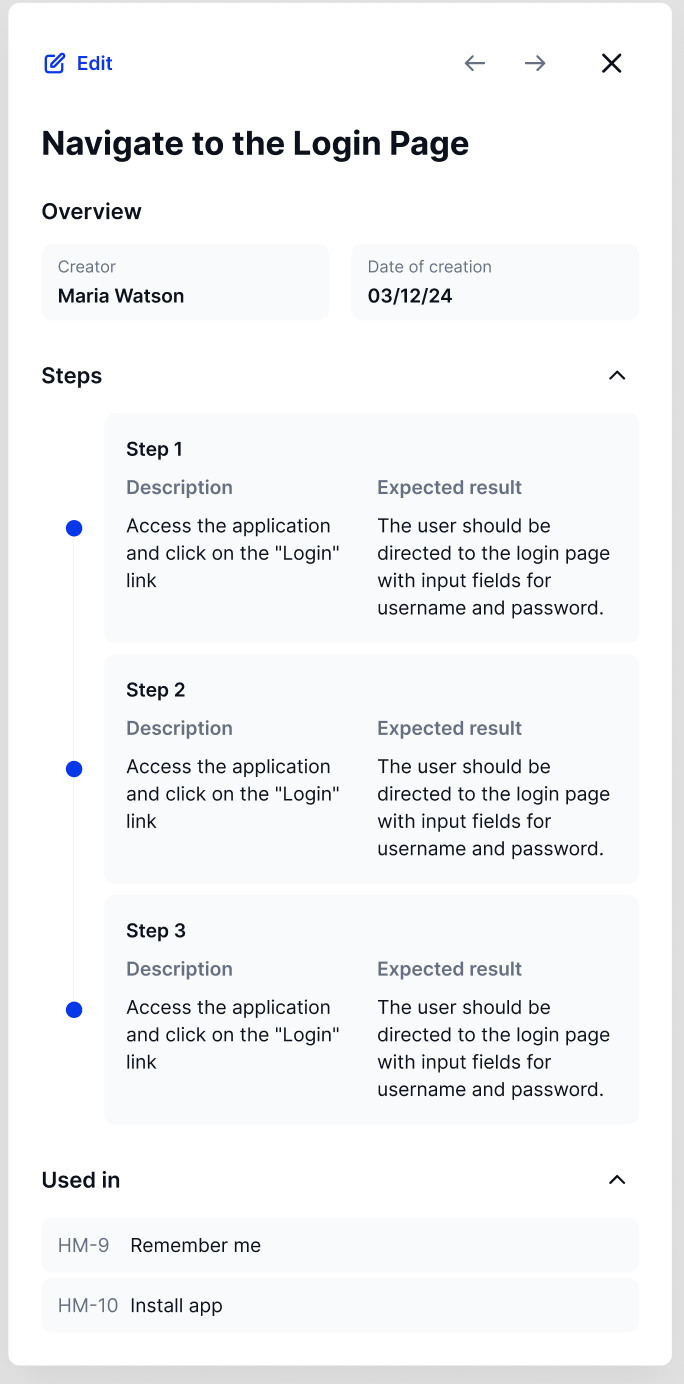 Edit
Navigate to the Login Page
Overview
Creator
Maria Watson
Date of creation
03/12/24
Steps
Step 1
Description
Access the application
and click on the "Login"
link
Expected result
The user should be
directed to the login page
with input fields for
username and password.
Step 2
Description
Access the application
and click on the "Login"
link
Expected result
The user should be
directed to the login page
with input fields for
username and password.
Step 3
Description
Access the application
and click on the "Login"
link
Expected result
The user should be
directed to the login page
with input fields for
username and password.
Used in
HM-9 Remember me
HM-10 Install app